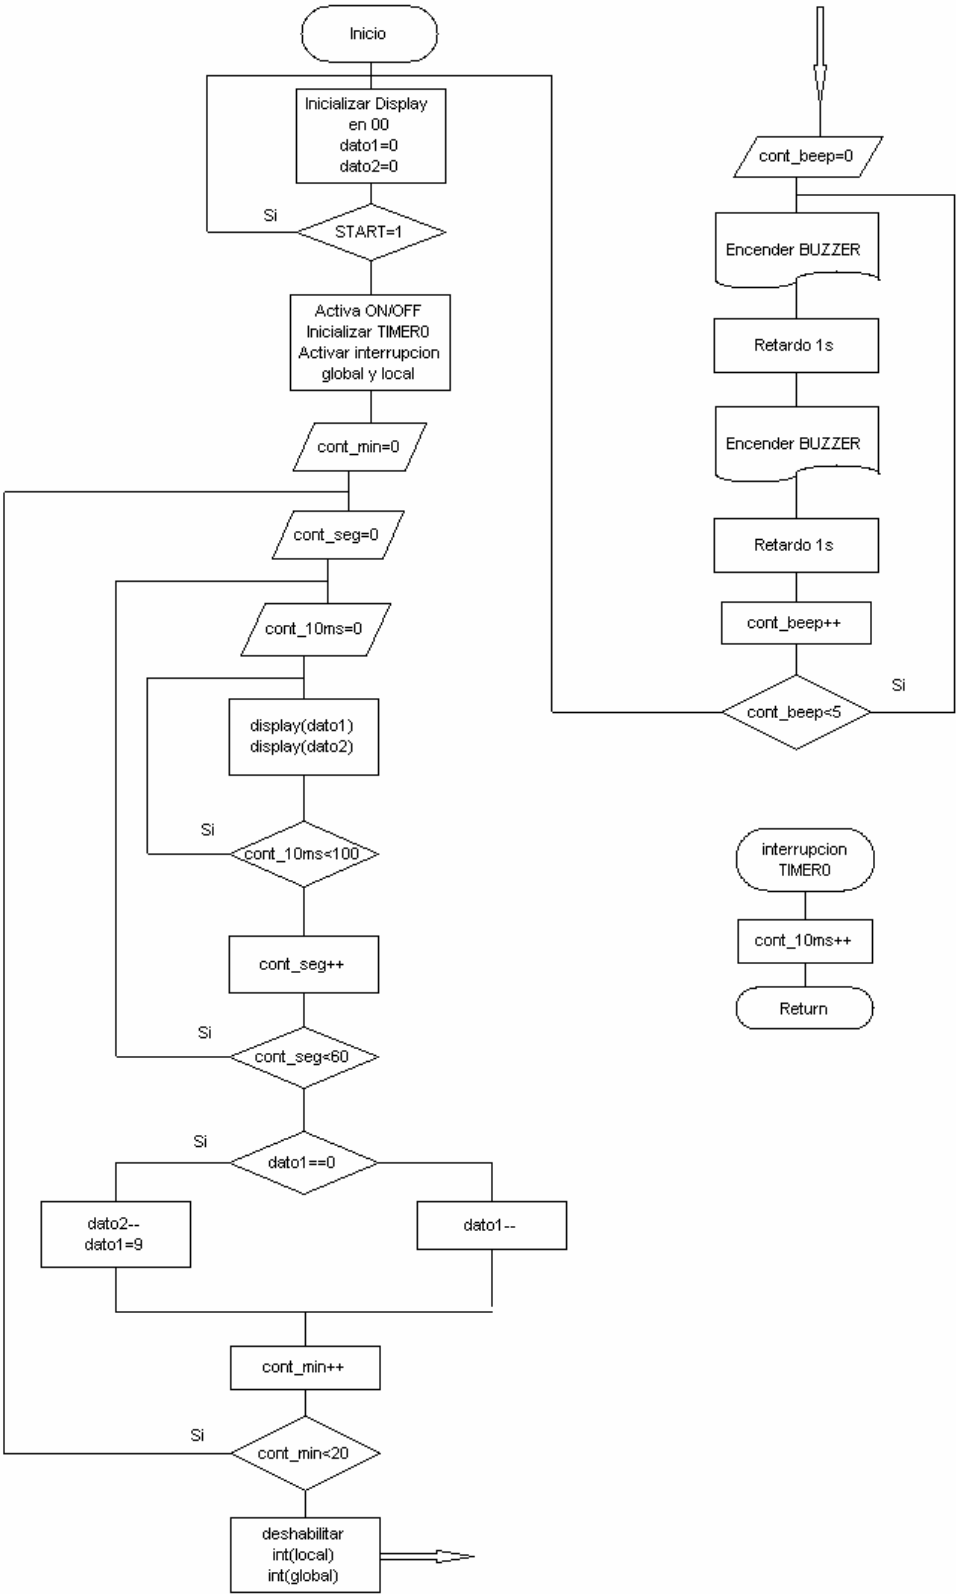 Inicio
Inicializar Display
en 00
dato1=0
dato2=0
Si
START=1
Activa ON/OFF
Inicializar TIMER0
Activar interrupcion
global y local
cont_min=0
cont_seg=0
cont_10ms=0
display(dato1)
display(dato2)
Si
cont_10ms<100
cont_seg++
Si
cont_seg<60
Si
dato1==0
dato2--
dato1=9
dato1--
cont_min++
Si
cont_min<20
deshabilitar
int(local)
int(global)
cont_beep=0
Encender BUZZER
Retardo 1s
Encender BUZZER
Retardo 1s
cont_beep++
Si
cont_beep<5
interrupcion
TIMER0
cont_10ms++
Return